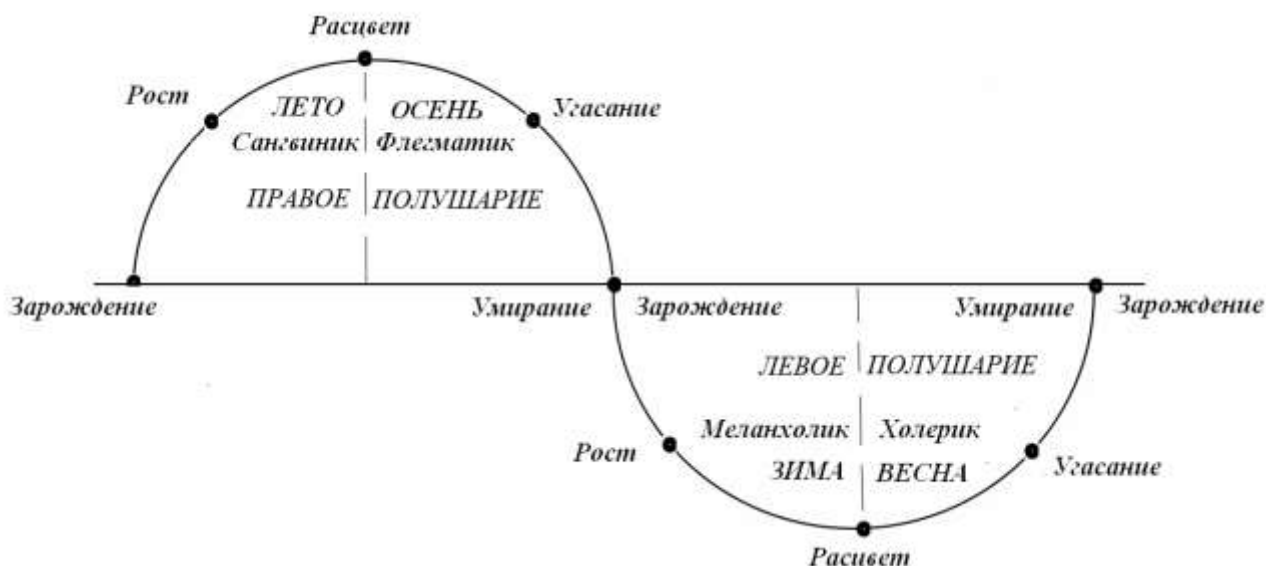 Расцвет
Рост
ЛЕТО ОСЕНЬ
Угасание
Сангвиник Флегматик
ПРАВОЕ ПОЛУШАРИЕ
Зарождение
Умирание
Зарождение
Умирание
Зарождение
ЛЕВОЕ ПОЛУШАРИЕ
Рост
Меланхолик Холерик
ЗИМА ВЕСНА
Угасание
Расцвет